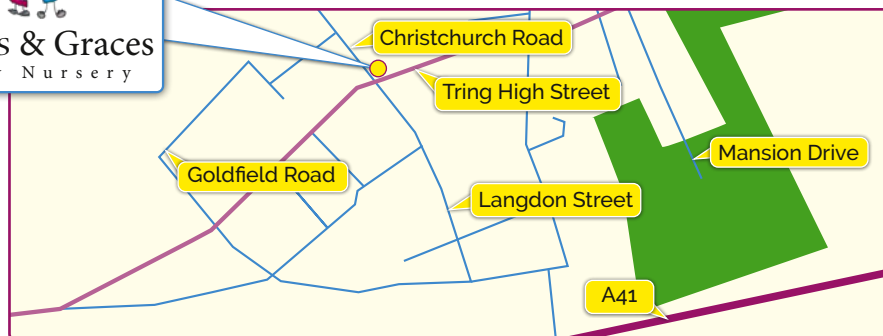 & Graces
Nursery
Christchurch Road
Tring High Street
Mansion Drive
Goldfield Road
Langdon Street
A41